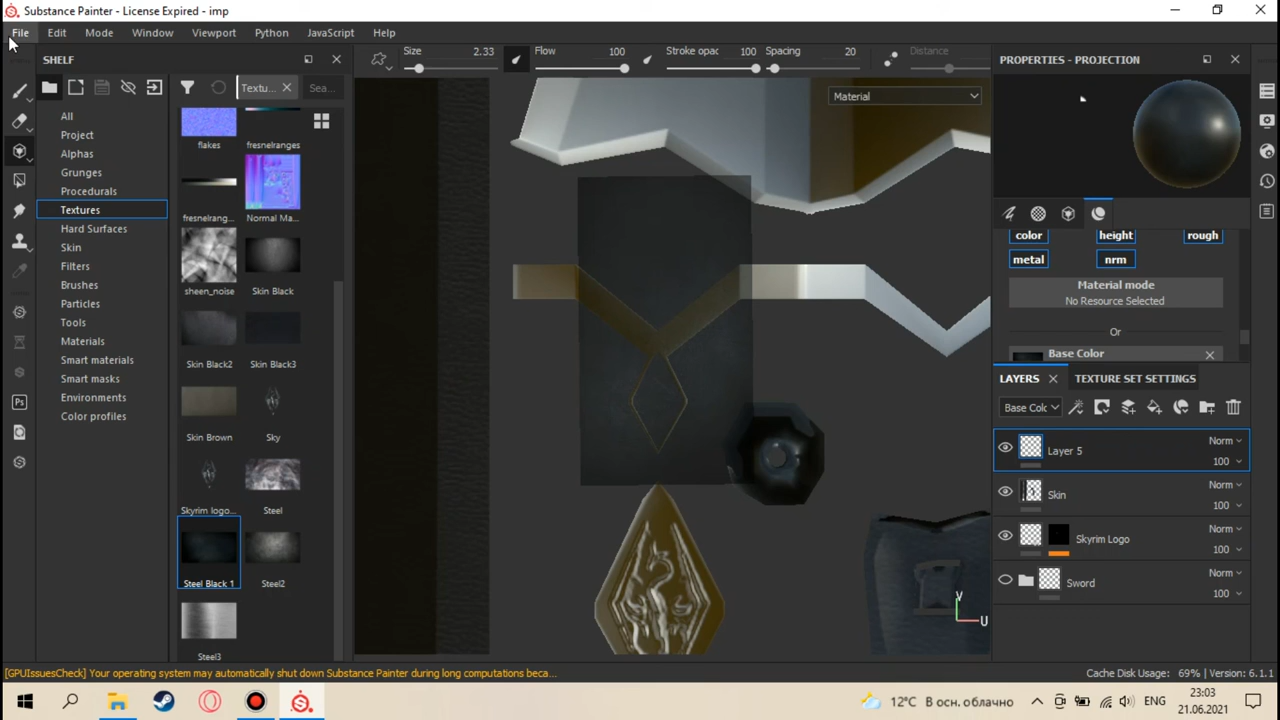 Substance Painter - License Expired - imp
File Edit Mode Window Viewport Python JavaScript Help
SHELF
Size 2.33 Flow 100 Stroke opac 100 Spacing 20 Distance
PROPERTIES - PROJECTION
Textu... Sea...
Material
All
Project
Alphas
Grunges
Procedurals
Textures
Hard Surfaces
Skin
Filters
Brushes
Particles
Tools
Materials
Smart materials
Smart masks
Environments
Color profiles
flakes fresnelranges
fresnelrang... Normal Ma...
sheen_noise Skin Black
Skin Black2 Skin Black3
Skin Brown Sky
Skyrim logo... Steel
Steel Black 1 Steel2
Steel3
V
U
color height rough
metal nrm
Material mode
No Resource Selected
Or
Base Color
LAYERS TEXTURE SET SETTINGS
Base Colc
Layer 5 Norm 100
Skin Norm 100
Skyrim Logo Norm 100
Sword Norm 100
Ps
[GPUIssuesCheck] Your operating system may automatically shut down Substance Painter during long computations beca...
Cache Disk Usage: 69% | Version: 6.1.1
12°C В осн. облачно
ENG
23:03
21.06.2021